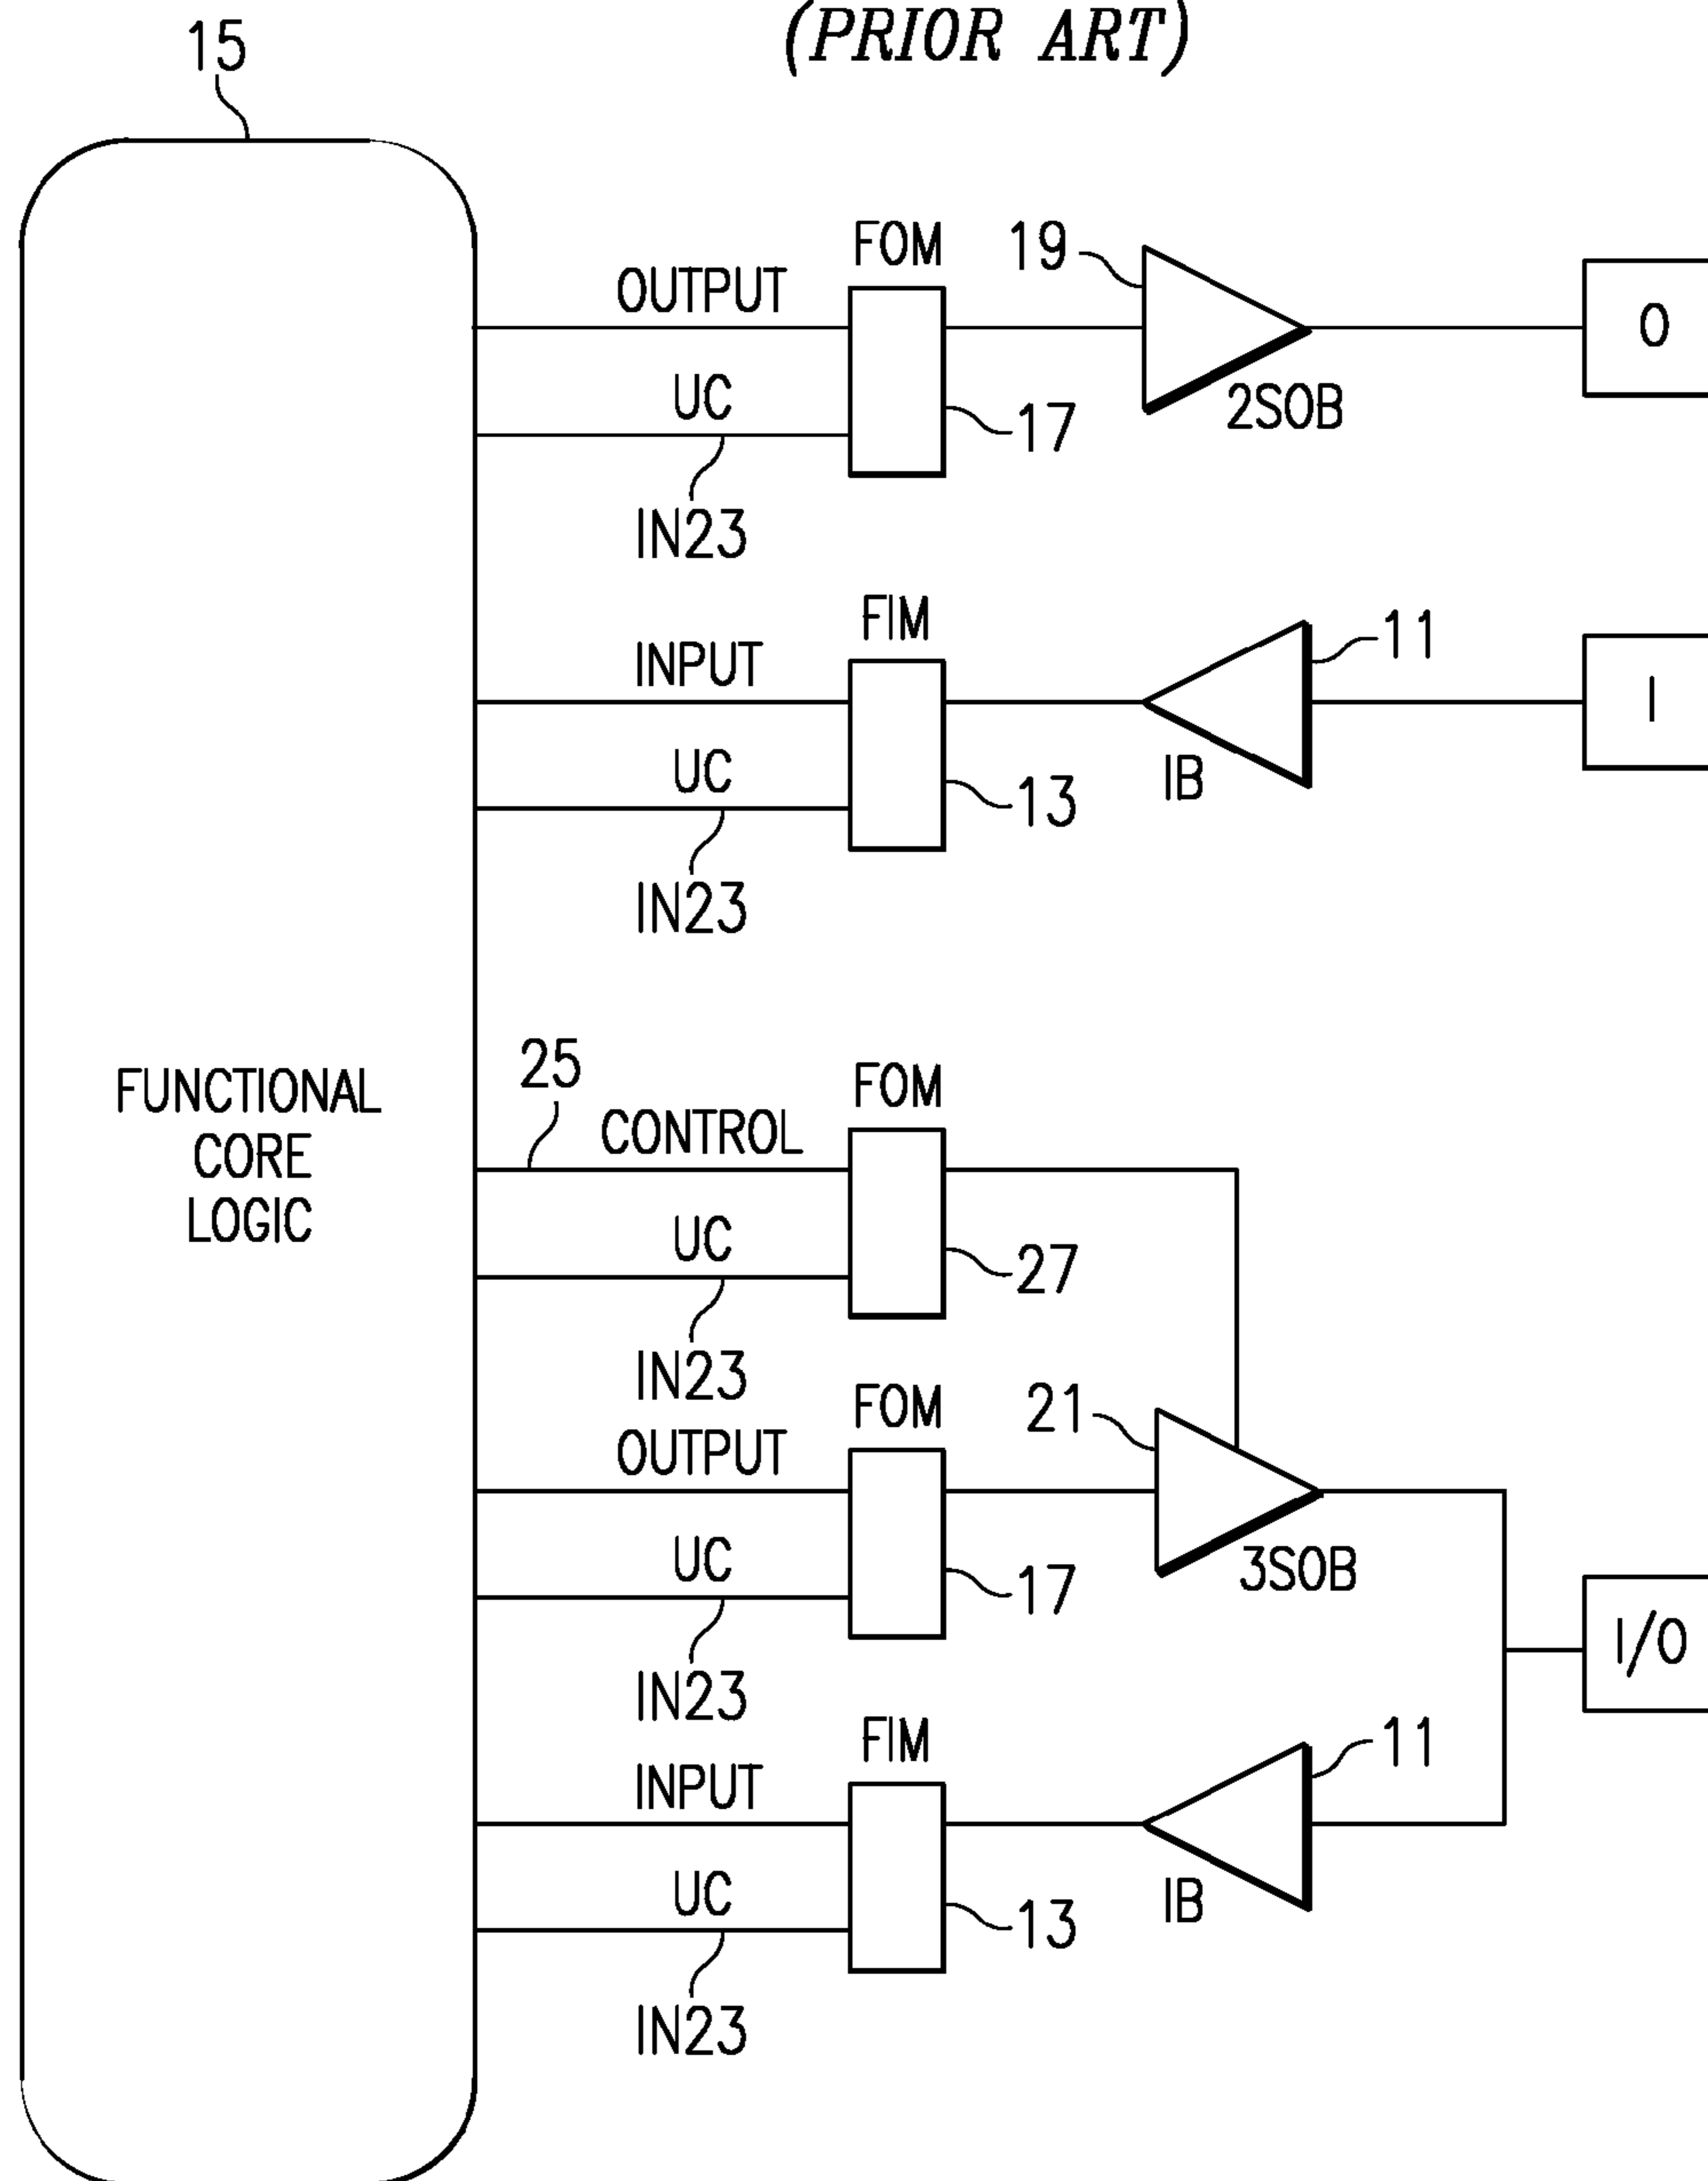 (PRIOR ART)
15
FOM
19
OUTPUT
O
UC
2SOB
17
IN23
FIM
11
INPUT
I
UC
IB
13
IN23
25
FOM
FUNCTIONAL
CORE
LOGIC
CONTROL
UC
27
IN23
FOM
21
OUTPUT
UC
3SOB
17
I/O
IN23
FIM
11
INPUT
UC
IB
13
IN23